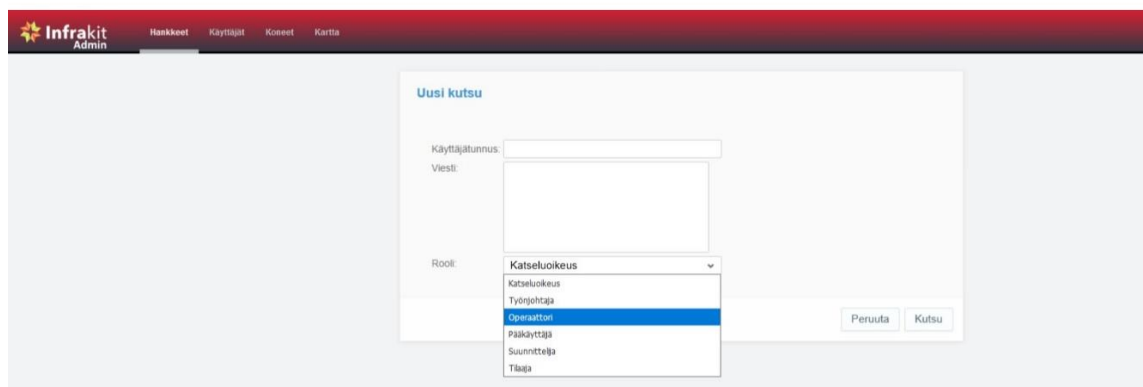 Infrakit
Admin
Hankkeet Käyttäjät Koneet Kartta
Uusi kutsu
Käyttäjätunnus:
Viesti:
Rooli: Katseluoikeus
Katseluoikeus
Työnjohtaja
Operaattori
Pääkäyttäjä
Suunnittelija
Tilaaja
Peruuta Kutsu